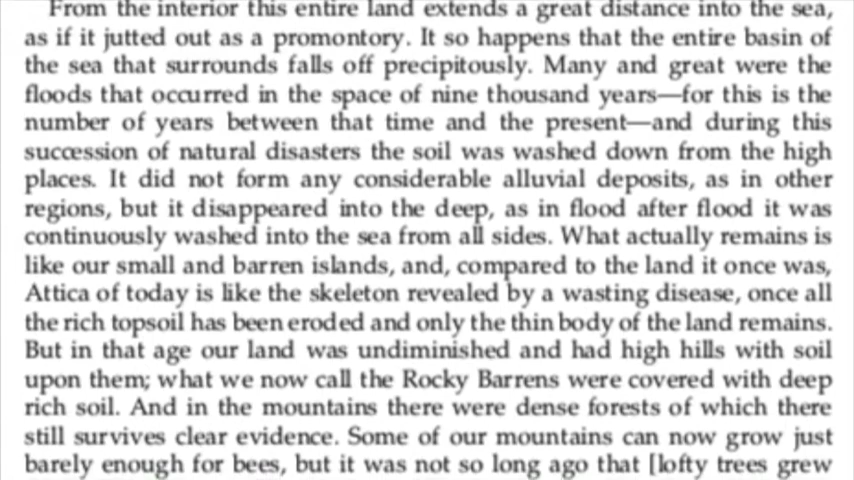 From the interior this entire land extends a great distance into the sea,
as if it jutted out as a promontory. It so happens that the entire basin of
the sea that surrounds falls off precipitously. Many and great were the
floods that occurred in the space of nine thousand years—for this is the
number of years between that time and the present—and during this
succession of natural disasters the soil was washed down from the high
places. It did not form any considerable alluvial deposits, as in other
regions, but it disappeared into the deep, as in flood after flood it was
continuously washed into the sea from all sides. What actually remains is
like our small and barren islands, and, compared to the land it once was,
Attica of today is like the skeleton revealed by a wasting disease, once all
the rich topsoil has been eroded and only the thin body of the land remains.
But in that age our land was undiminished and had high hills with soil
upon them; what we now call the Rocky Barrens were covered with deep
rich soil. And in the mountains there were dense forests of which there
still survives clear evidence. Some of our mountains can now grow just
barely enough for bees, but it was not so long ago that [lofty trees grew